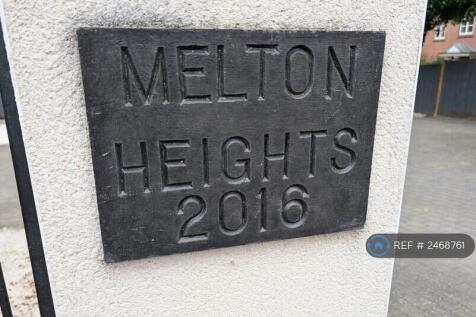 MELTON
HEIGHTS
2016
REF # 2468761